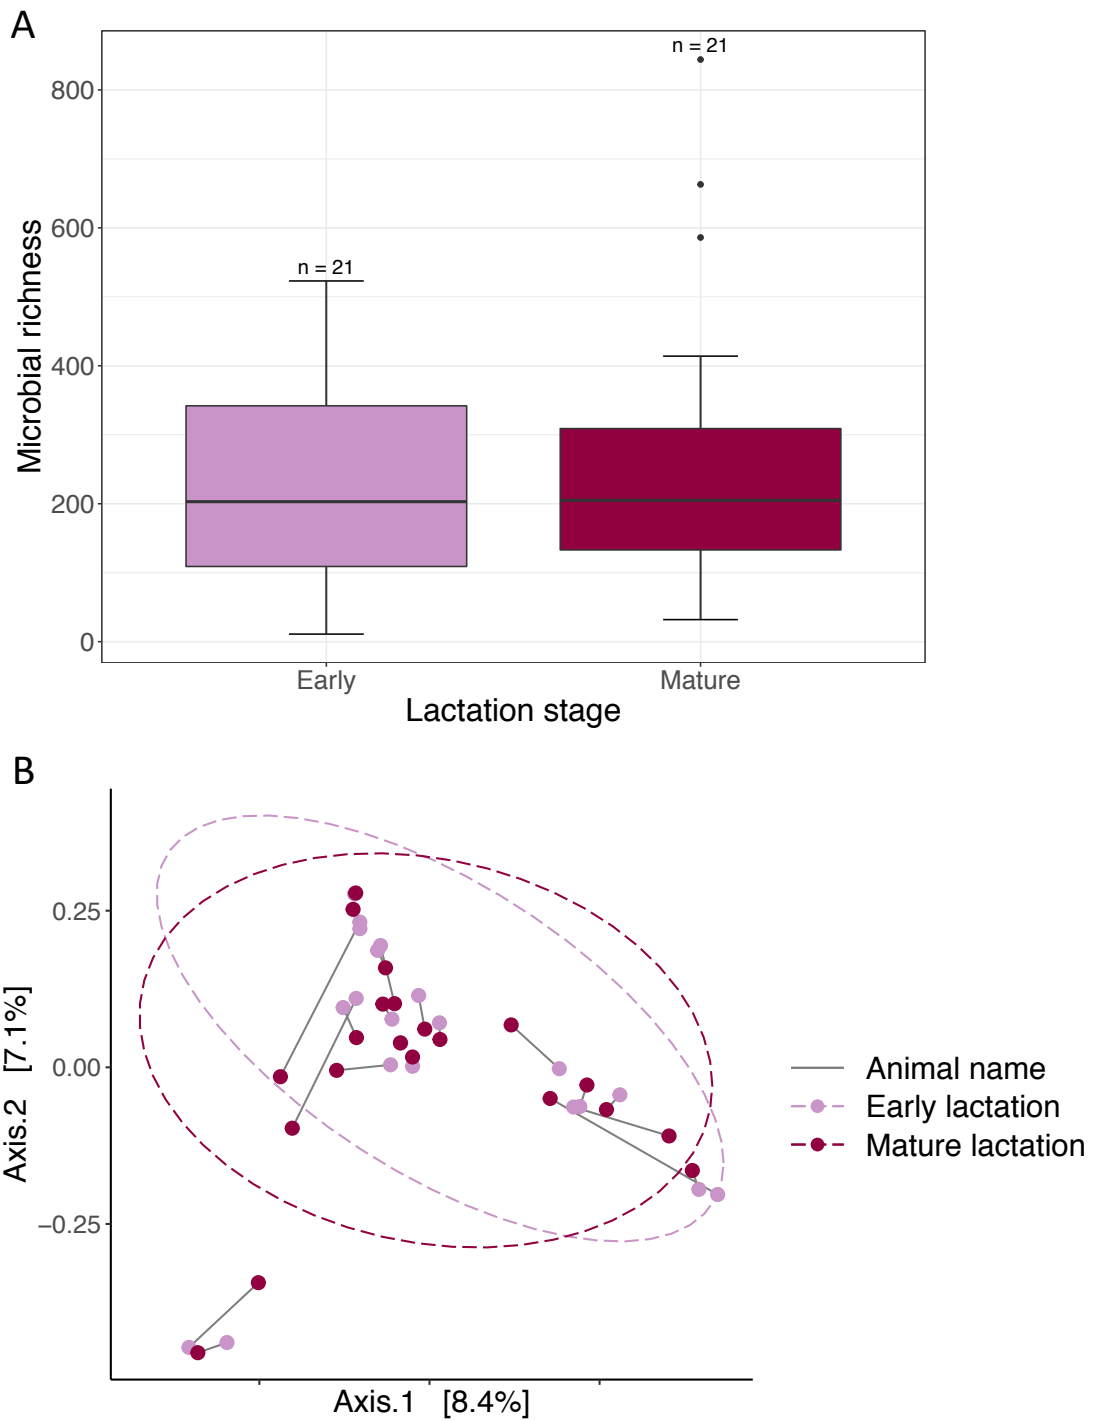 A
n = 21
n = 21
800
600
400
200
0
Microbial richness
Early
Mature
Lactation stage
B
0.25
0.00
−0.25
Axis.2 [7.1%]
Axis.1 [8.4%]
Animal name
Early lactation
Mature lactation